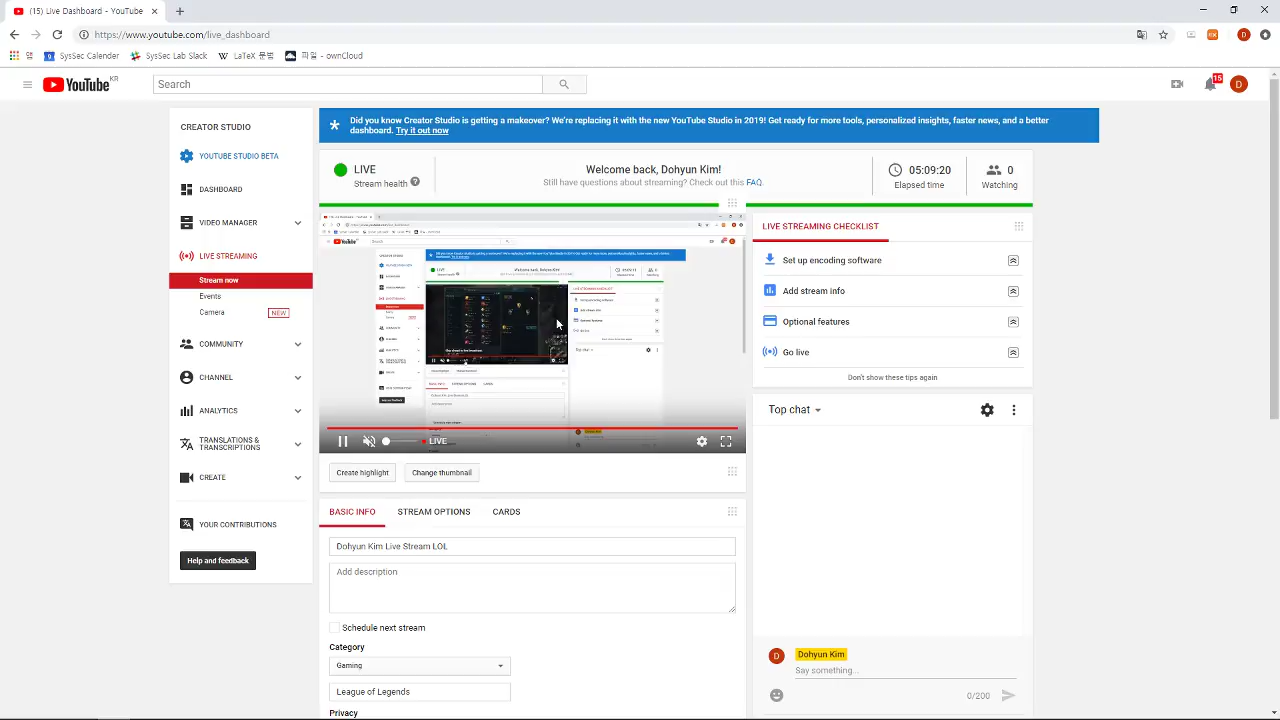 (15) Live Dashboard - YouTube
https://www.youtube.com/live_dashboard
앱
SysSec Calender
SysSec Lab Slack
LaTeX 문법
파일 - ownCloud
YouTube KR
Search
15
D
CREATOR STUDIO
YOUTUBE STUDIO BETA
DASHBOARD
VIDEO MANAGER
LIVE STREAMING
Stream now
Events
Camera
NEW
COMMUNITY
CHANNEL
ANALYTICS
TRANSLATIONS &
TRANSCRIPTIONS
CREATE
YOUR CONTRIBUTIONS
Help and feedback
Did you know Creator Studio is getting a makeover? We're replacing it with the new YouTube Studio in 2019! Get ready for more tools, personalized insights, faster news, and a better
dashboard. Try it out now
LIVE
Stream health
Welcome back, Dohyun Kim!
Still have questions about streaming? Check out this FAQ.
05:09:20
Elapsed time
0
Watching
LIVE
Create highlight
Change thumbnail
BASIC INFO
STREAM OPTIONS
CARDS
Dohyun Kim Live Stream LOL
Add description
Schedule next stream
Category
Gaming
League of Legends
Privacy
LIVE STREAMING CHECKLIST
Set up encoding software
Add stream info
Optional features
Go live
Don't show these tips again
Top chat
D
Dohyun Kim
Say something...
0/200